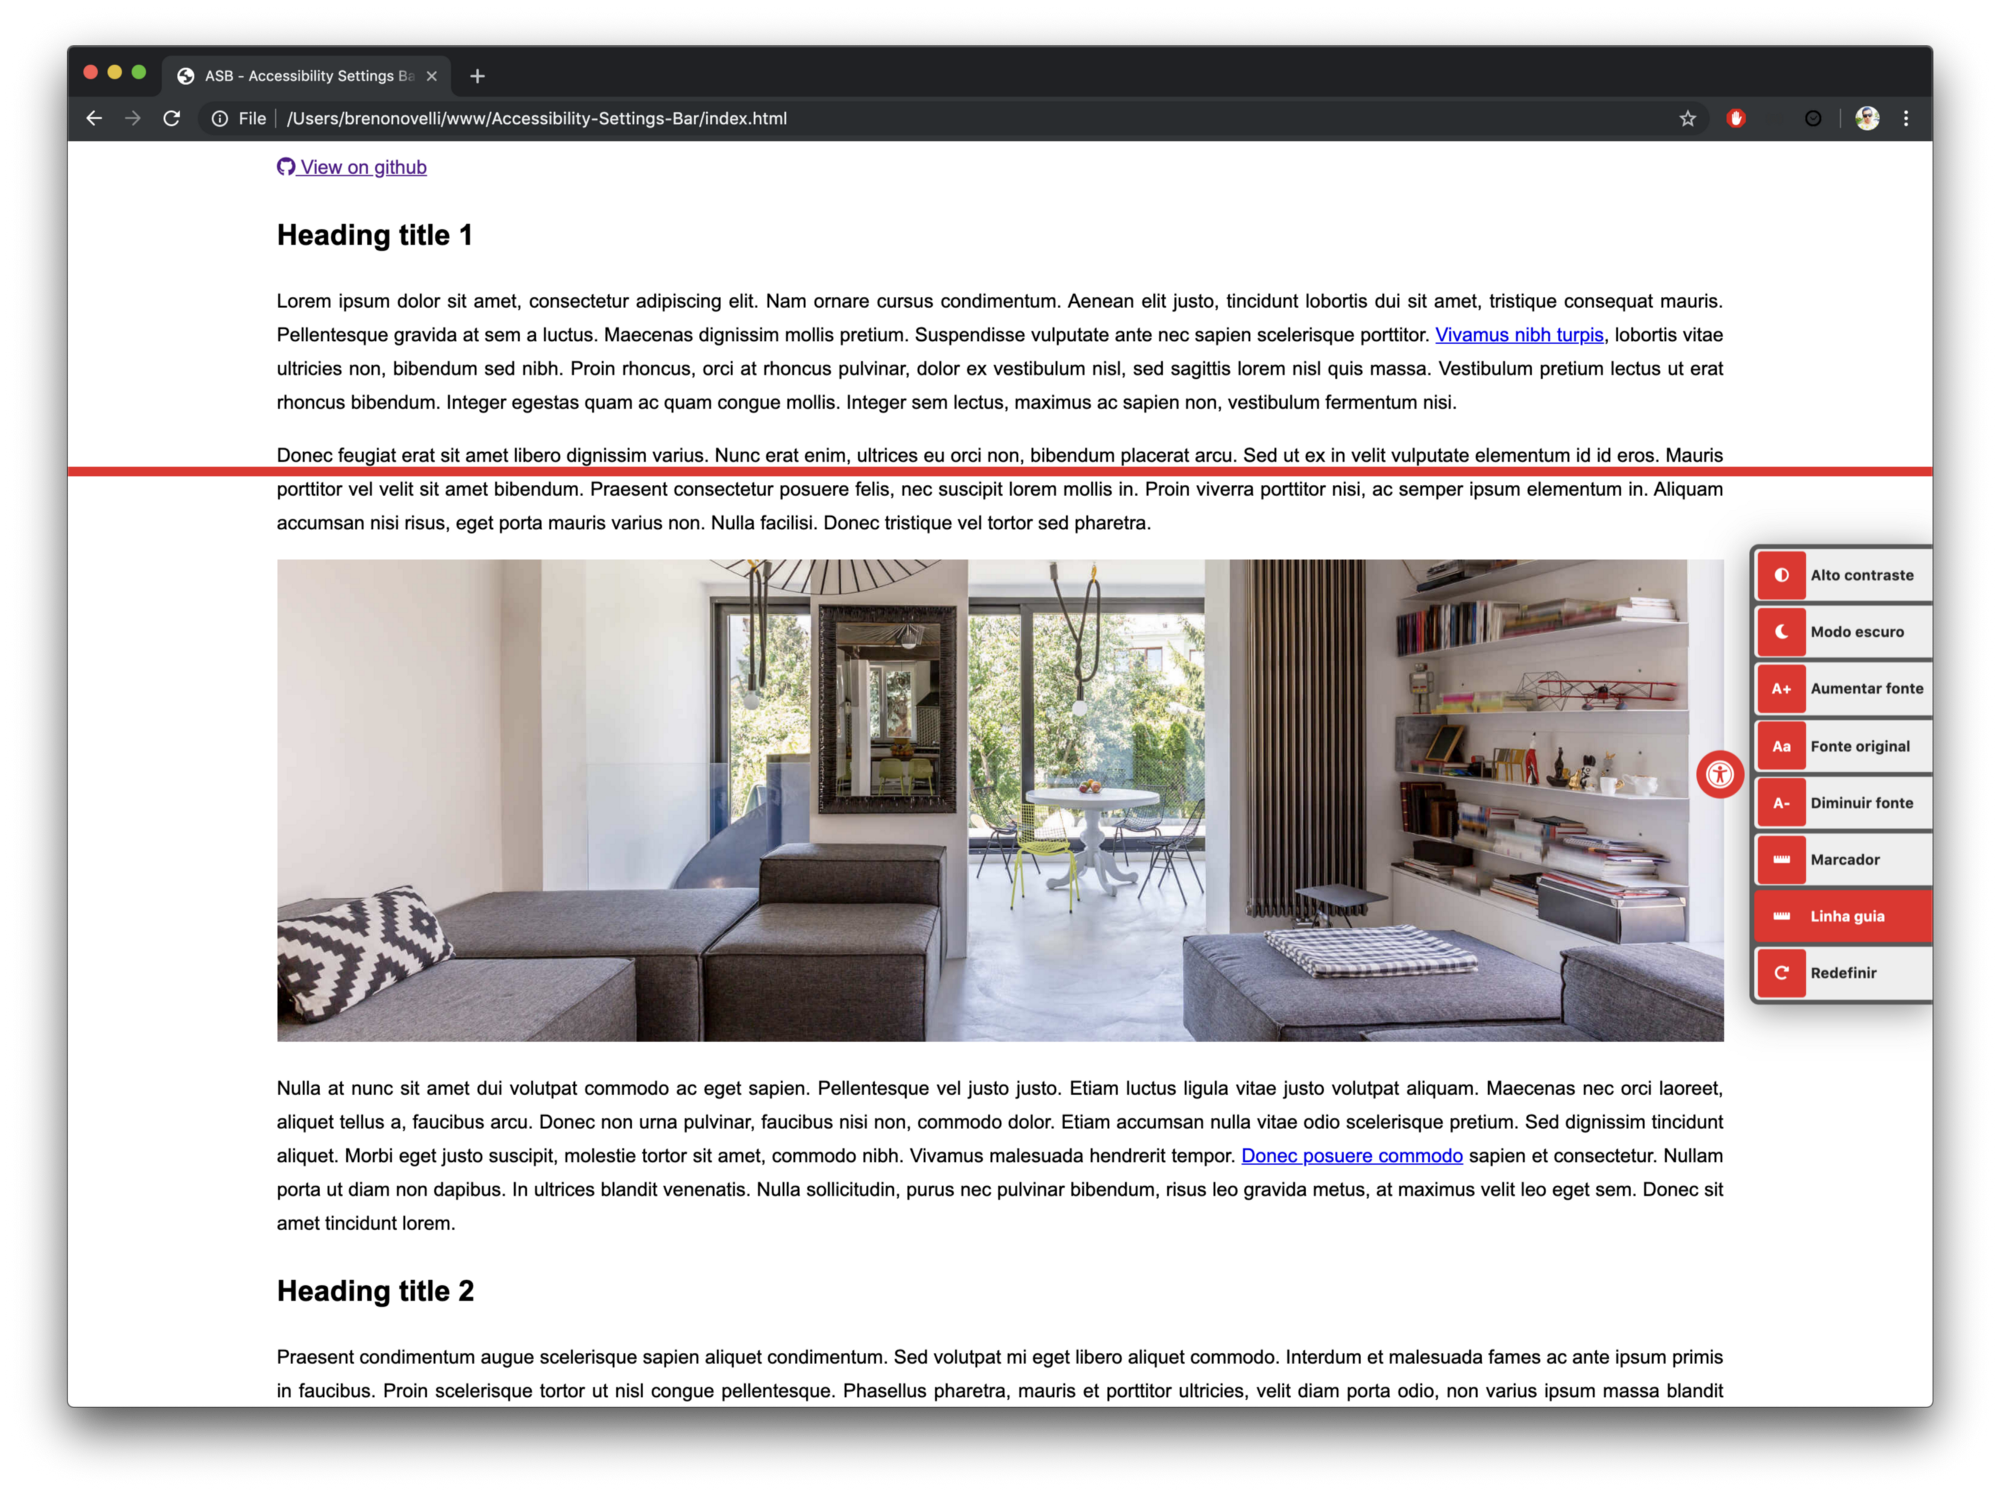 ASB - Accessibility Settings Ba
File /Users/brenonovelli/www/Accessibility-Settings-Bar/index.html
View on github
Heading title 1
Lorem ipsum dolor sit amet, consectetur adipiscing elit. Nam ornare cursus condimentum. Aenean elit justo, tincidunt lobortis dui sit amet, tristique consequat mauris.
Pellentesque gravida at sem a luctus. Maecenas dignissim mollis pretium. Suspendisse vulputate ante nec sapien scelerisque porttitor. Vivamus nibh turpis, lobortis vitae
ultricies non, bibendum sed nibh. Proin rhoncus, orci at rhoncus pulvinar, dolor ex vestibulum nisl, sed sagittis lorem nisl quis massa. Vestibulum pretium lectus ut erat
rhoncus bibendum. Integer egestas quam ac quam congue mollis. Integer sem lectus, maximus ac sapien non, vestibulum fermentum nisi.
Donec feugiat erat sit amet libero dignissim varius. Nunc erat enim, ultrices eu orci non, bibendum placerat arcu. Sed ut ex in velit vulputate elementum id id eros. Mauris
porttitor vel velit sit amet bibendum. Praesent consectetur posuere felis, nec suscipit lorem mollis in. Proin viverra porttitor nisi, ac semper ipsum elementum in. Aliquam
accumsan nisi risus, eget porta mauris varius non. Nulla facilisi. Donec tristique vel tortor sed pharetra.
Alto contraste
Modo escuro
A+ Aumentar fonte
Aa Fonte original
A- Diminuir fonte
Marcador
Linha guia
Redefinir
Nulla at nunc sit amet dui volutpat commodo ac eget sapien. Pellentesque vel justo justo. Etiam luctus ligula vitae justo volutpat aliquam. Maecenas nec orci laoreet,
aliquet tellus a, faucibus arcu. Donec non urna pulvinar, faucibus nisi non, commodo dolor. Etiam accumsan nulla vitae odio scelerisque pretium. Sed dignissim tincidunt
aliquet. Morbi eget justo suscipit, molestie tortor sit amet, commodo nibh. Vivamus malesuada hendrerit tempor. Donec posuere commodo sapien et consectetur. Nullam
porta ut diam non dapibus. In ultrices blandit venenatis. Nulla sollicitudin, purus nec pulvinar bibendum, risus leo gravida metus, at maximus velit leo eget sem. Donec sit
amet tincidunt lorem.
Heading title 2
Praesent condimentum augue scelerisque sapien aliquet condimentum. Sed volutpat mi eget libero aliquet commodo. Interdum et malesuada fames ac ante ipsum primis
in faucibus. Proin scelerisque tortor ut nisl congue pellentesque. Phasellus pharetra, mauris et porttitor ultricies, velit diam porta odio, non varius ipsum massa blandit